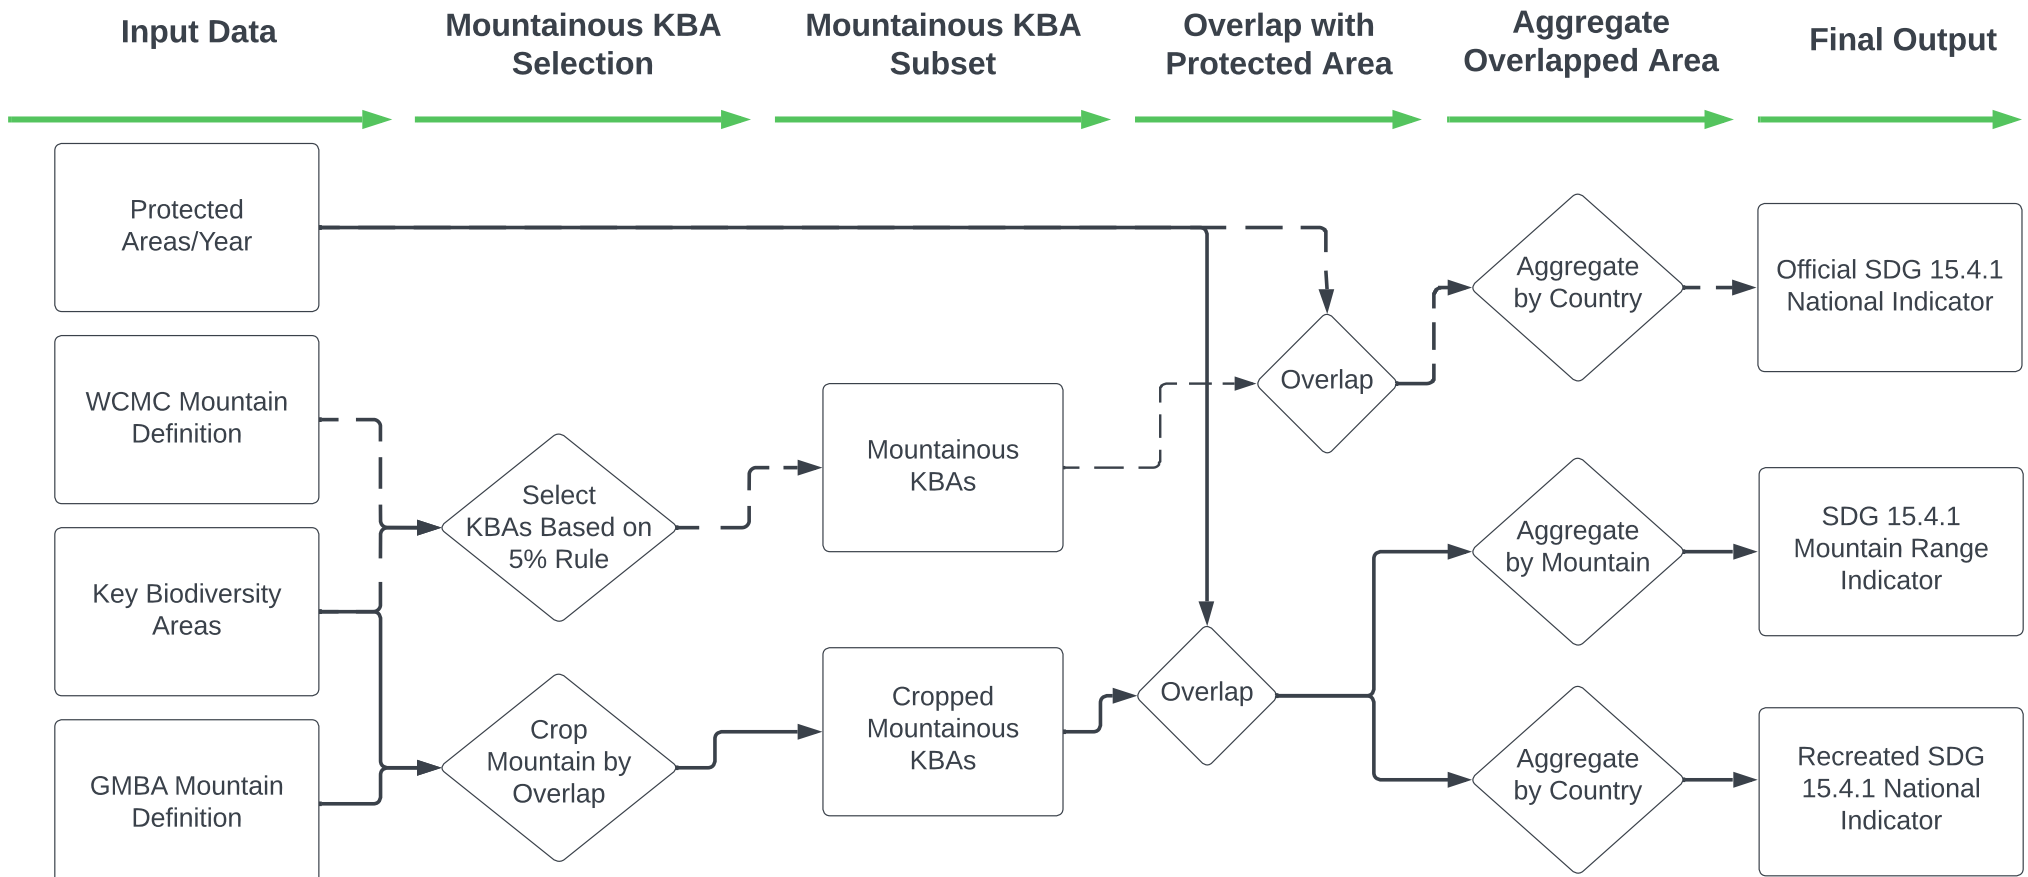 Input Data
Mountainous KBA
Selection
Mountainous KBA
Subset
Overlap with
Protected Area
Aggregate
Overlapped Area
Final Output
Protected
Areas/Year
WCMC Mountain
Definition
Key Biodiversity
Areas
GMBA Mountain
Definition
Select
KBAs Based on
5% Rule
Crop
Mountain by
Overlap
Mountainous
KBAs
Cropped
Mountainous
KBAs
Overlap
Overlap
Aggregate
by Country
Aggregate
by Mountain
Aggregate
by Country
Official SDG 15.4.1
National Indicator
SDG 15.4.1
Mountain Range
Indicator
Recreated SDG
15.4.1 National
Indicator